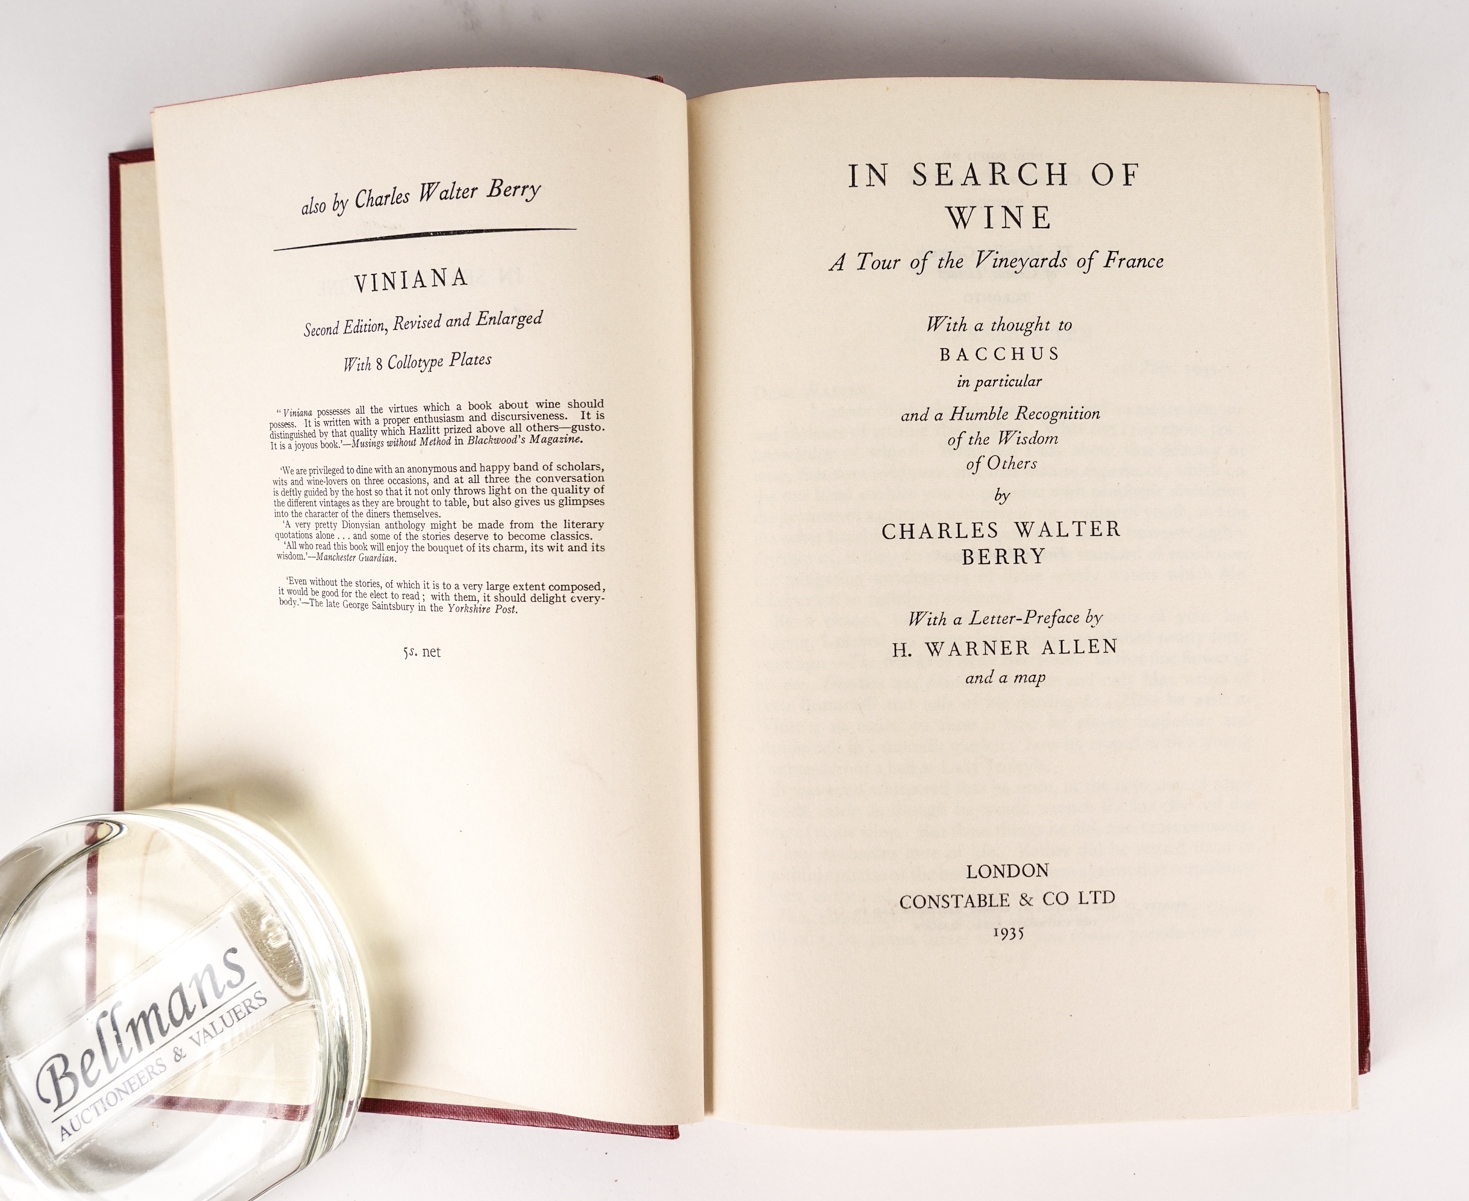 also by Charles Walter Berry
VINIANA
Second Edition, Revised and Enlarged
With 8 Collotype Plates
“Viniana possesses all the virtues which a book about wine should
possess. It is written with a proper enthusiasm and discursiveness. It is
distinguished by that quality which Hazlitt prized above all others—gusto.
It is a joyous book.’—Musings without Method in Blackwood's Magazine.
‘We are privileged to dine with an anonymous and happy band of scholars,
wits and wine-lovers on three occasions, and at all three the conversation
is deftly guided by the host so that it not only throws light on the quality of
the different vintages as they are brought to table, but also gives us glimpses
into the character of the diners themselves.
‘A very pretty Dionysian anthology might be made from the literary
quotations alone . . . and some of the stories deserve to become classics.’
‘All who read this book will enjoy the bouquet of its charm, its wit and its
wisdom.’—Manchester Guardian.
‘Even without the stories, of which it is to a very large extent composed,
it would be good for the elect to read ; with them, it should delight every-
body.’—The late George Saintsbury in the Yorkshire Post.
5s. net
IN SEARCH OF
WINE
A Tour of the Vineyards of France
With a thought to
BACCHUS
in particular
and a Humble Recognition
of the Wisdom
of Others
by
CHARLES WALTER
BERRY
With a Letter-Preface by
H. WARNER ALLEN
and a map
LONDON
CONSTABLE & CO LTD
1935
Bellmans
AUCTIONEERS & VALUERS